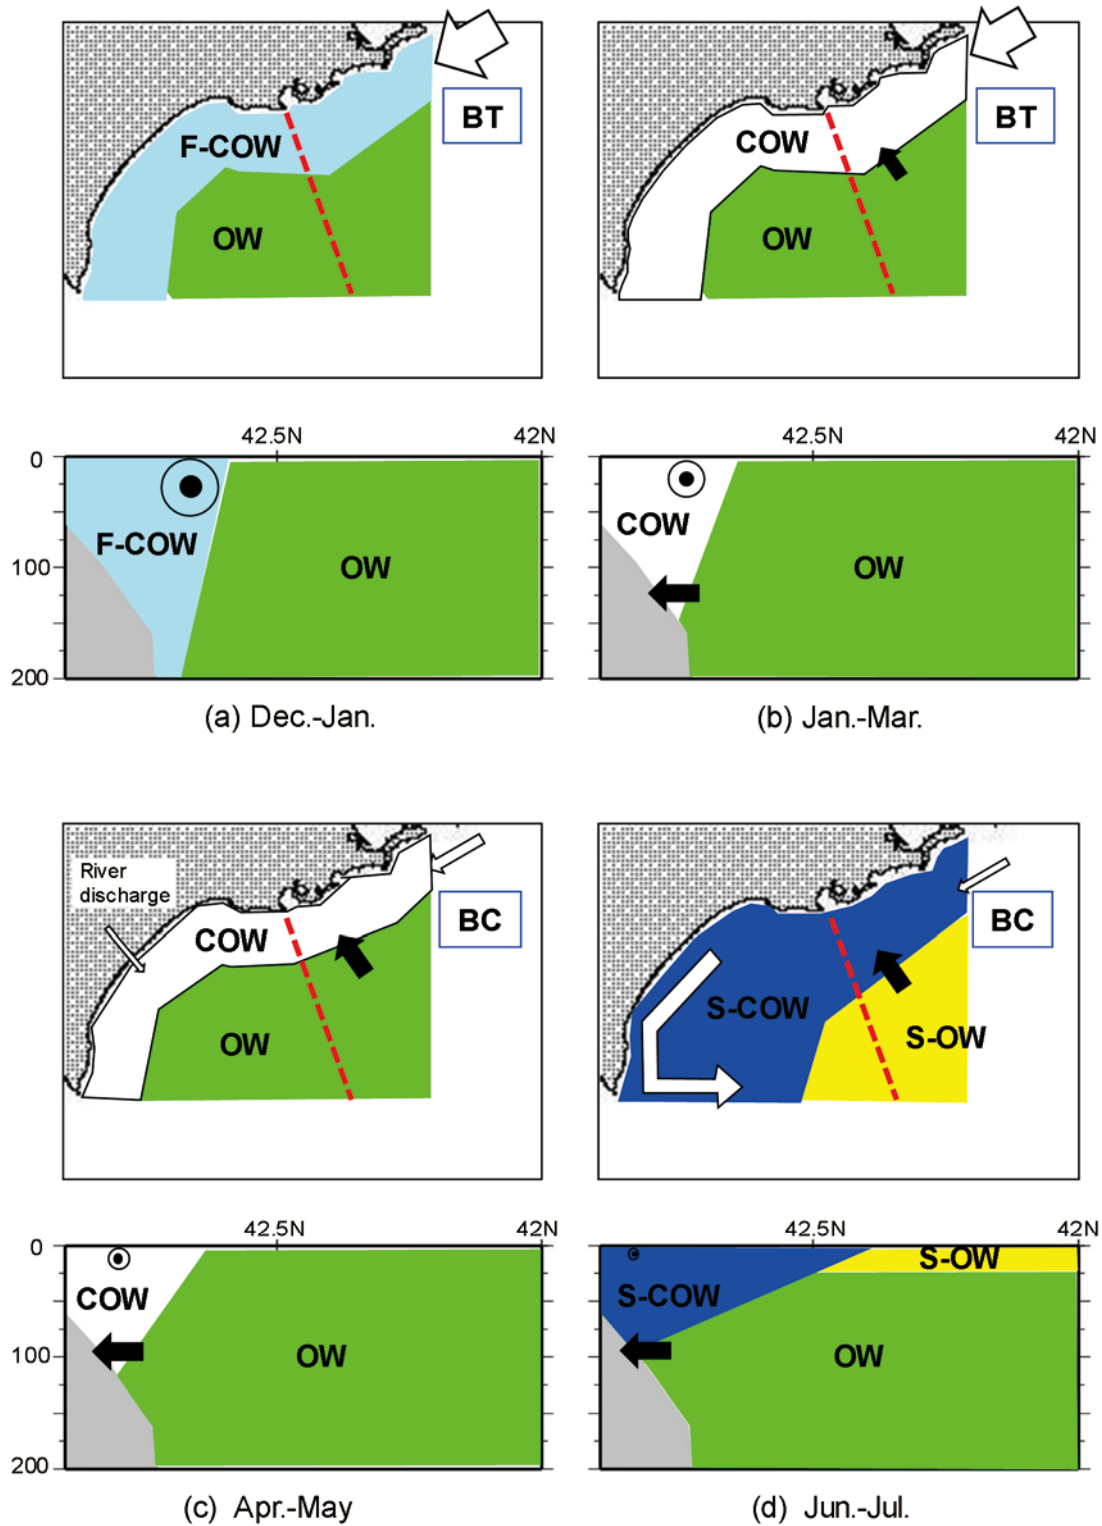 BT
F-COW
OW
BT
COW
OW
42.5N 42N
0
100
200
F-COW
OW
42.5N 42N
COW
OW
(a) Dec.-Jan.
(b) Jan.-Mar.
River
discharge
BC
COW
OW
BC
S-COW
S-OW
42.5N 42N
0
100
200
COW
OW
42.5N 42N
S-OW
S-COW
OW
(c) Apr.-May
(d) Jun.-Jul.